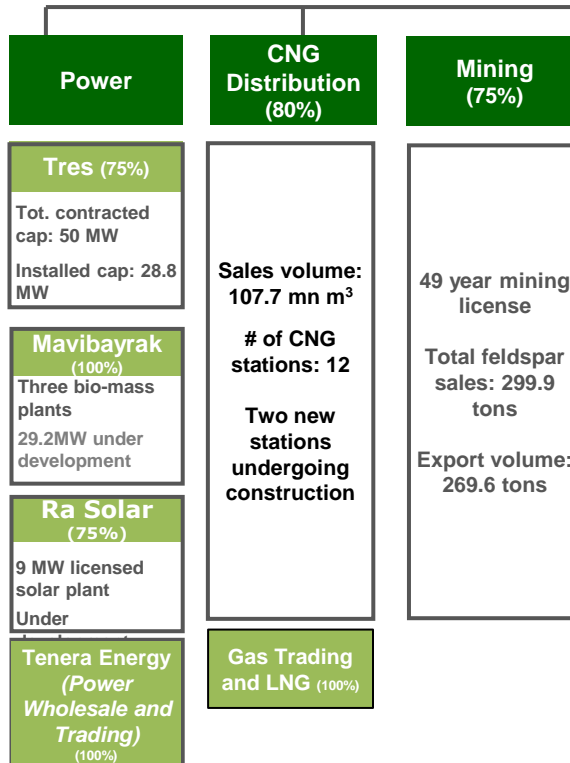 Power
Tres (75%)
Tot. contracted
cap: 50 MW
Installed cap: 28.8
MW
Mavibayrak
(100%)
Three bio-mass
plants
29.2MW under
development
Ra Solar
(75%)
9 MW licensed
solar plant
Under
Tenera Energy
(Power
Wholesale and
Trading)
(100%)
CNG
Distribution
(80%)
Sales volume:
107.7 mn m³
# of CNG
stations: 12
Two new
stations
undergoing
construction
Gas Trading
and LNG (100%)
Mining
(75%)
49 year mining
license
Total feldspar
sales: 299.9
tons
Export volume:
269.6 tons